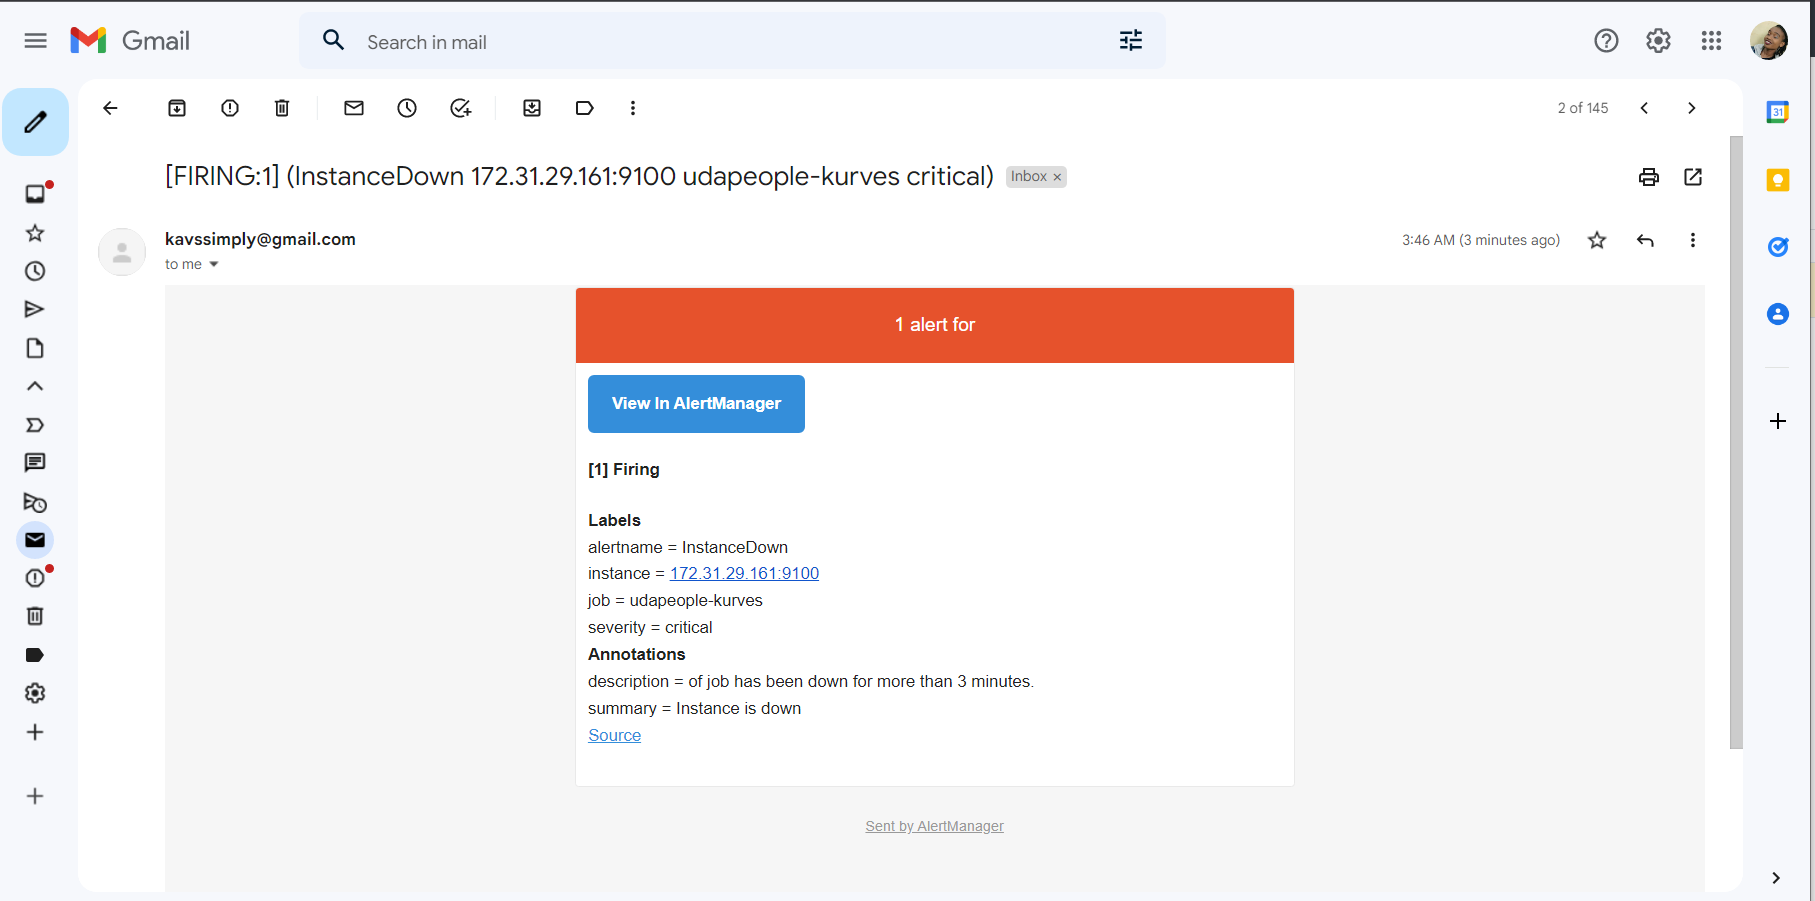 Gmail
Search in mail
2 of 145
[FIRING:1] (InstanceDown 172.31.29.161:9100 udapeople-kurves critical) Inbox ×
kavssimply@gmail.com
3:46 AM (3 minutes ago)
to me
31
1 alert for
View In AlertManager
[1] Firing
Labels
alertname = InstanceDown
instance = 172.31.29.161:9100
job = udapeople-kurves
severity = critical
Annotations
description = of job has been down for more than 3 minutes.
summary = Instance is down
Source
Sent by AlertManager